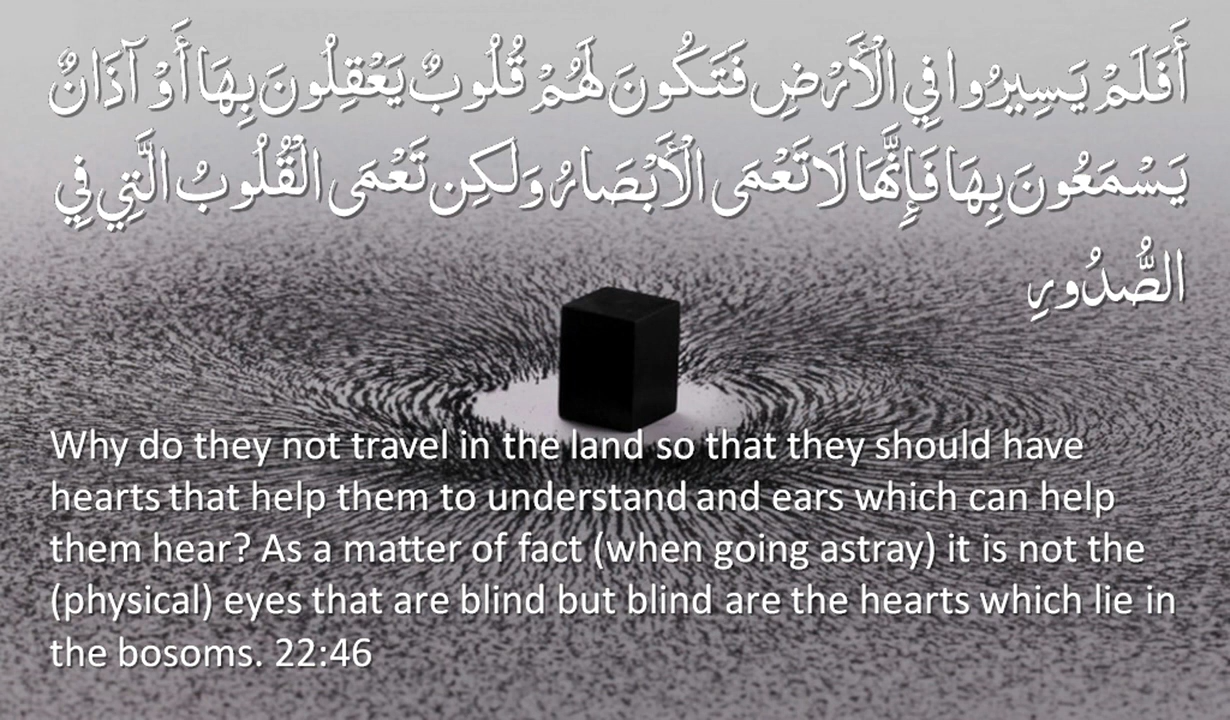 أَفَلَمْ يَسِيرُوا فِي الْأَرْضِ فَتَكُونَ لَهُمْ قُلُوبٌ يَعْقِلُونَ بِهَا أَوْ آذَانٌ
يَسْمَعُونَ بِهَا فَإِنَّهَا لَا تَعْمَى الْأَبْصَارُ وَلَكِن تَعْمَى الْقُلُوبُ الَّتِي فِي
الصُّدُورِ
Why do they not travel in the land so that they should have
hearts that help them to understand and ears which can help
them hear? As a matter of fact (when going astray) it is not the
(physical) eyes that are blind but blind are the hearts which lie in
the bosoms. 22:46